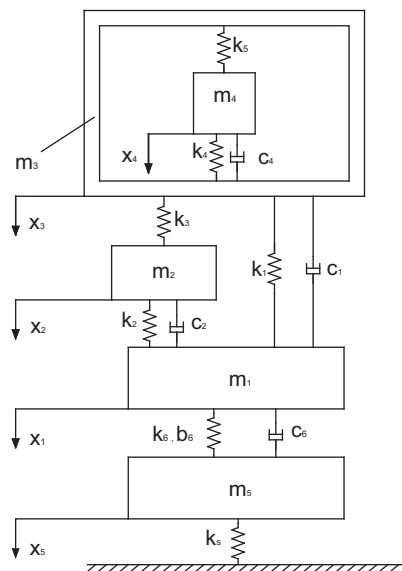 k₅
m₄
x₄
k₄
c₄
m₃
x₃
k₃
k₁
c₁
m₂
x₂
k₂
c₂
m₁
x₁
k₆,b₆
c₆
m₅
x₅
kₛ